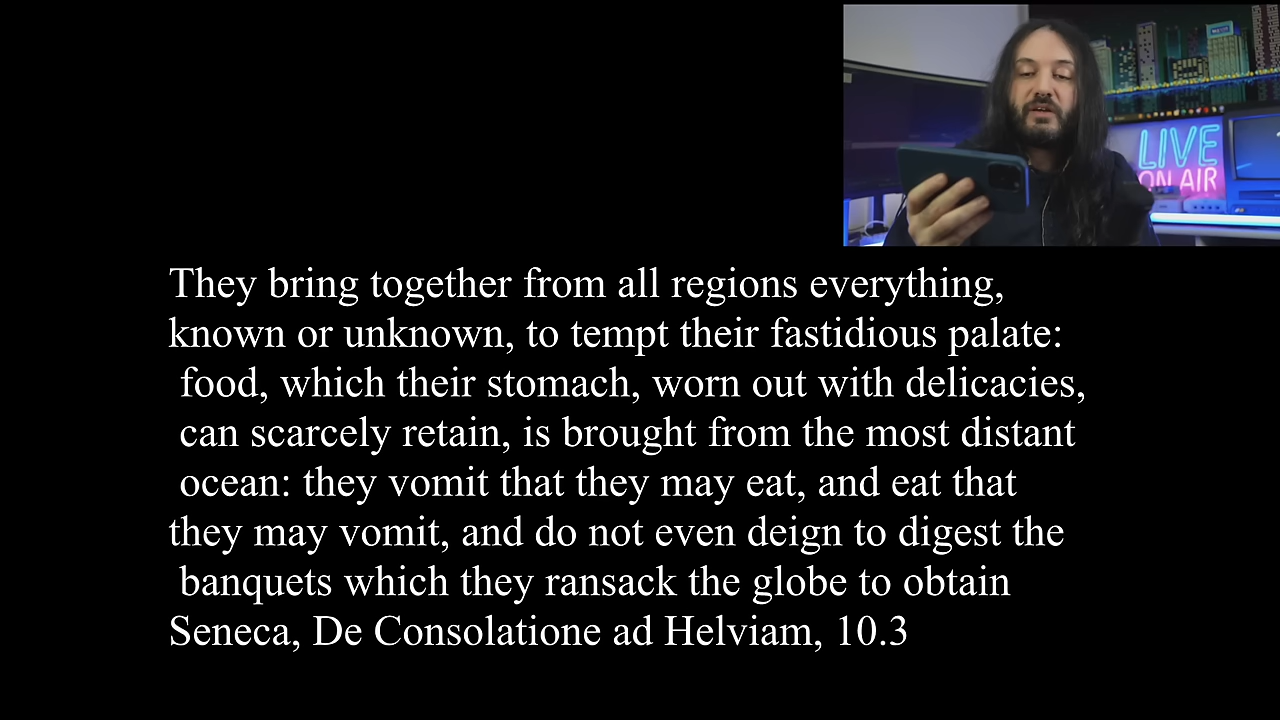 LIVE
ON AIR
They bring together from all regions everything,
known or unknown, to tempt their fastidious palate:
food, which their stomach, worn out with delicacies,
can scarcely retain, is brought from the most distant
ocean: they vomit that they may eat, and eat that
they may vomit, and do not even deign to digest the
banquets which they ransack the globe to obtain
Seneca, De Consolatione ad Helviam, 10.3